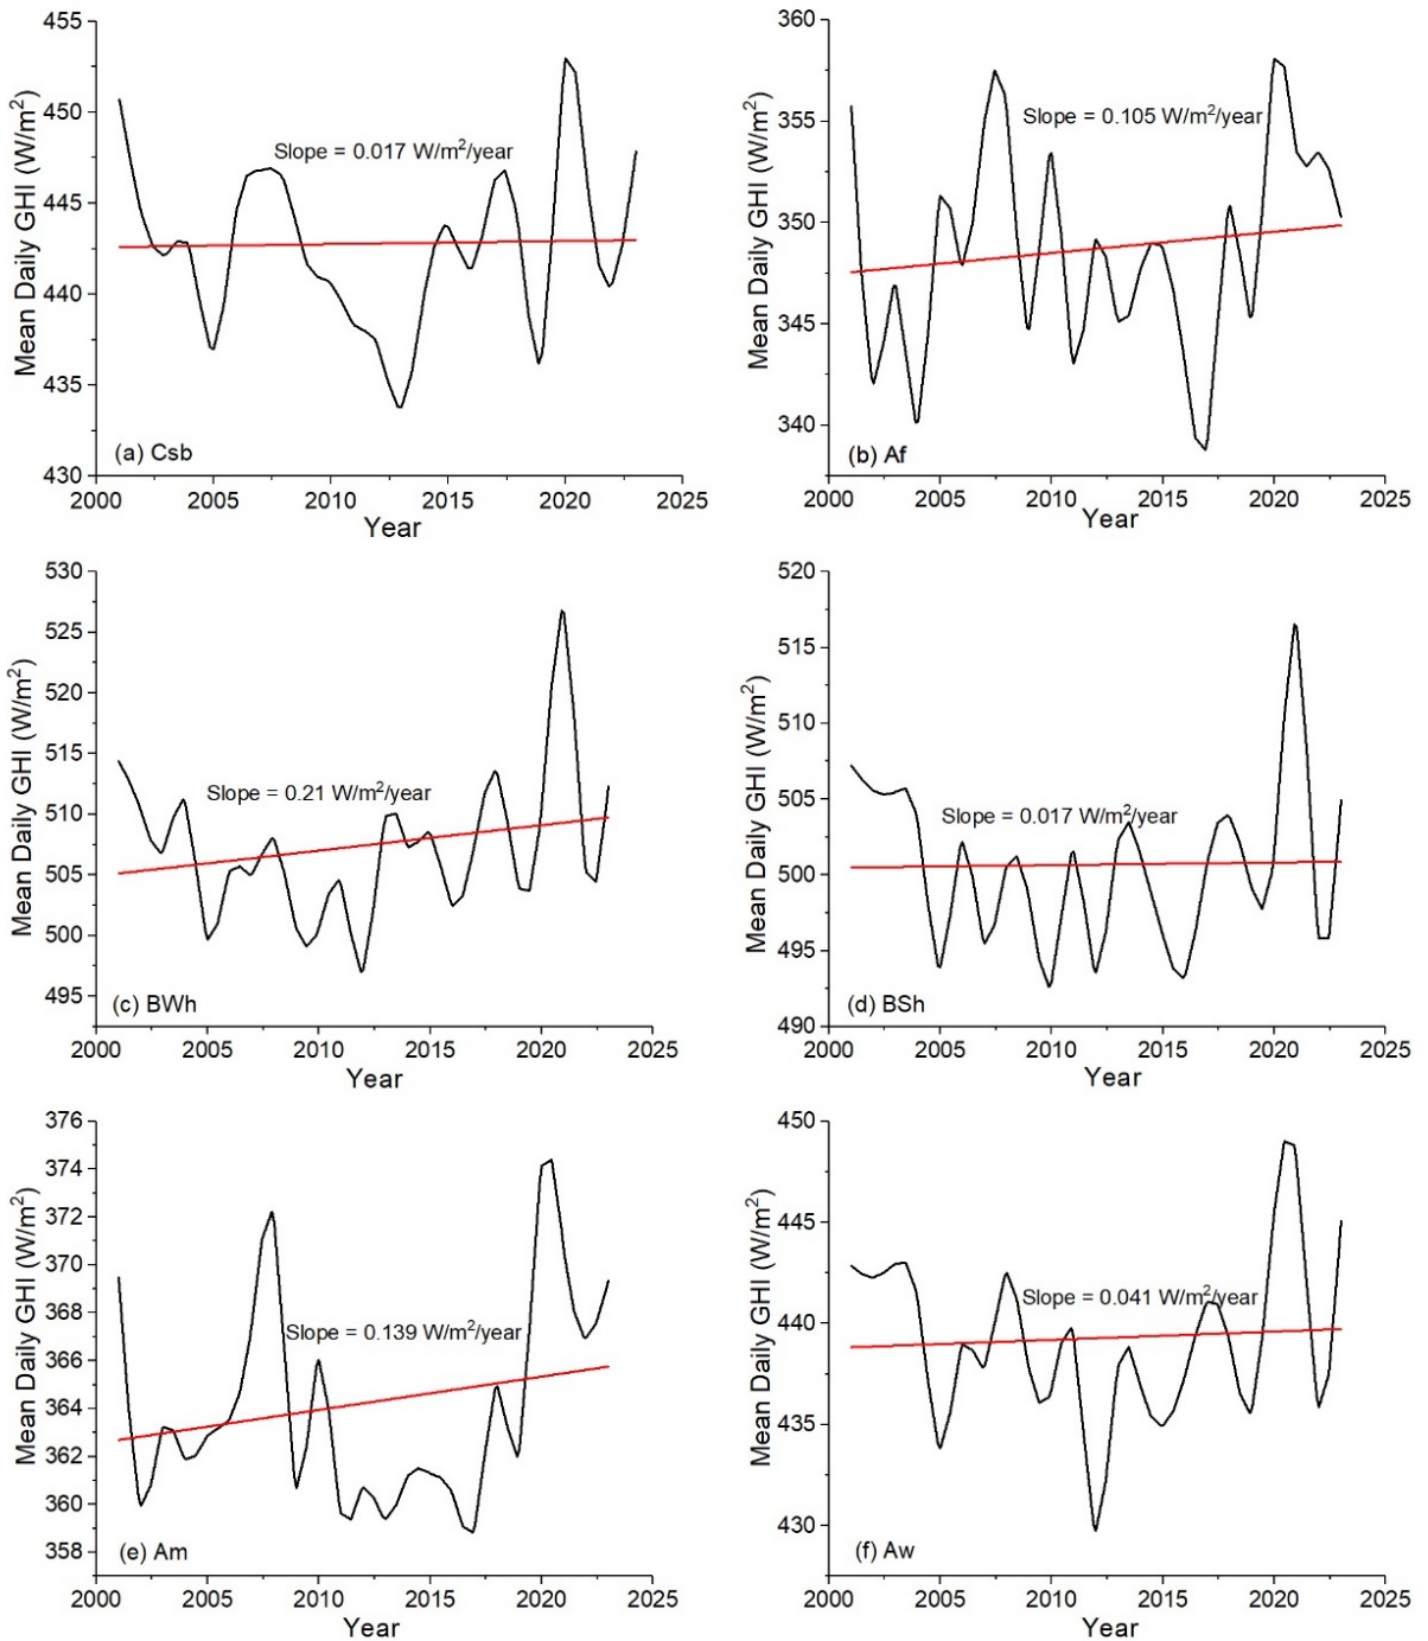 455
450
445
440
435
430
Mean Daily GHI (W/m²)
Slope = 0.017 W/m²/year
(a) Csb
2000 2005 2010 2015 2020 2025
Year
360
355
350
345
340
Mean Daily GHI (W/m²)
Slope = 0.105 W/m²/year
(b) Af
2000 2005 2010 2015 2020 2025
Year
530
525
520
515
510
505
500
495
Mean Daily GHI (W/m²)
Slope = 0.21 W/m²/year
(c) BWh
2000 2005 2010 2015 2020 2025
Year
520
515
510
505
500
495
490
Mean Daily GHI (W/m²)
Slope = 0.017 W/m²/year
(d) BSh
2000 2005 2010 2015 2020 2025
Year
376
374
372
370
368
366
364
362
360
358
Mean Daily GHI (W/m²)
Slope = 0.139 W/m²/year
(e) Am
2000 2005 2010 2015 2020 2025
Year
450
445
440
435
430
Mean Daily GHI (W/m²)
Slope = 0.041 W/m²/year
(f) Aw
2000 2005 2010 2015 2020 2025
Year